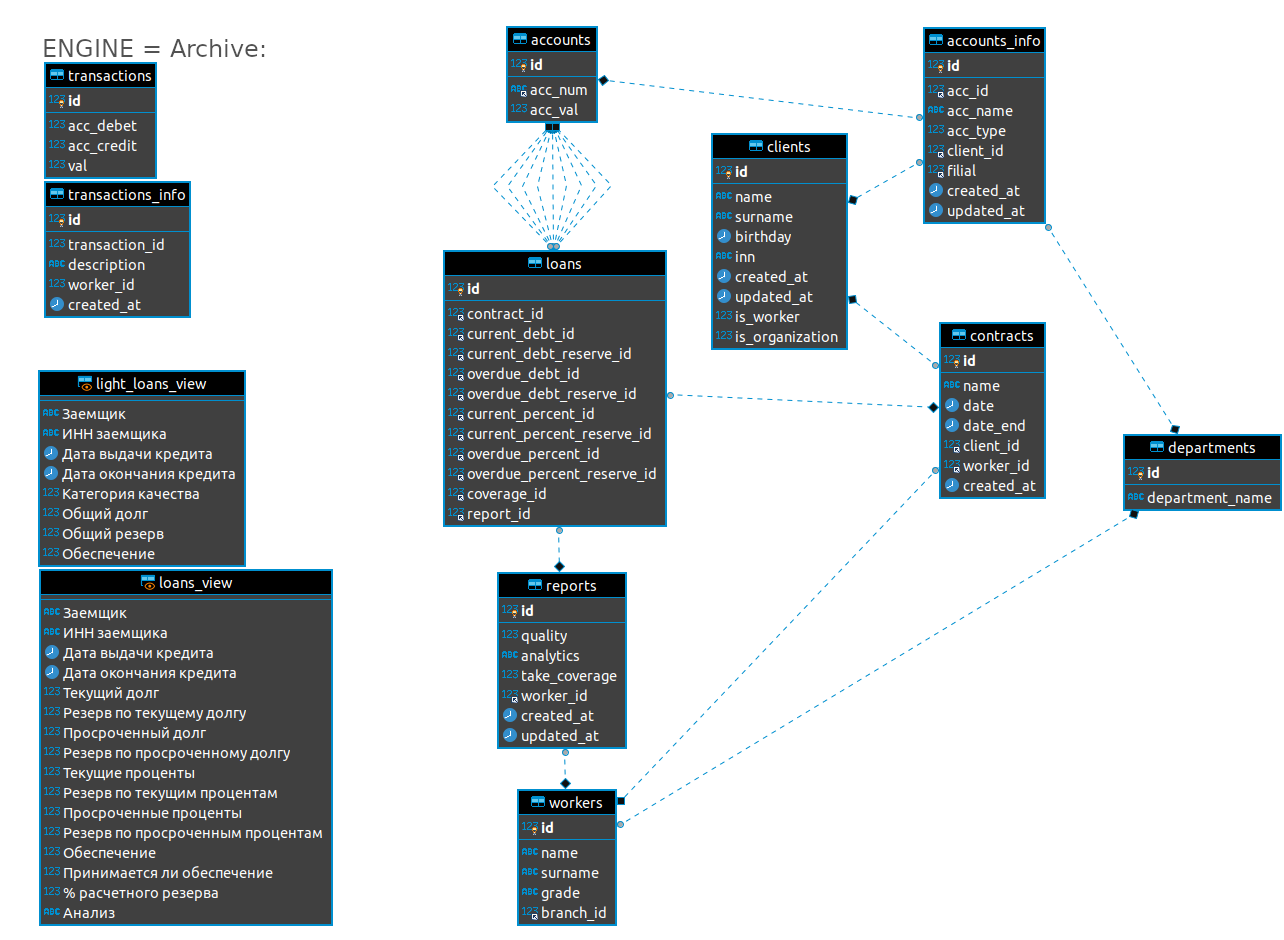 ENGINE = Archive:
transactions
id
acc_debet
acc_credit
val
transactions_info
id
transaction_id
description
worker_id
created_at
light_loans_view
Заемщик
ИНН заемщика
Дата выдачи кредита
Дата окончания кредита
Категория качества
Общий долг
Общий резерв
Обеспечение
loans_view
Заемщик
ИНН заемщика
Дата выдачи кредита
Дата окончания кредита
Текущий долг
Резерв по текущему долгу
Просроченный долг
Резерв по просроченному долгу
Текущие проценты
Резерв по текущим процентам
Просроченные проценты
Резерв по просроченным процентам
Обеспечение
Принимается ли обеспечение
% расчетного резерва
Анализ
accounts
id
acc_num
acc_val
loans
id
contract_id
current_debt_id
current_debt_reserve_id
overdue_debt_id
overdue_debt_reserve_id
current_percent_id
current_percent_reserve_id
overdue_percent_id
overdue_percent_reserve_id
coverage_id
report_id
reports
id
quality
analytics
take_coverage
worker_id
created_at
updated_at
workers
id
name
surname
grade
branch_id
clients
id
name
surname
birthday
inn
created_at
updated_at
is_worker
is_organization
accounts_info
id
acc_id
acc_name
acc_type
client_id
filial
created_at
updated_at
contracts
id
name
date
date_end
client_id
worker_id
created_at
departments
id
department_name